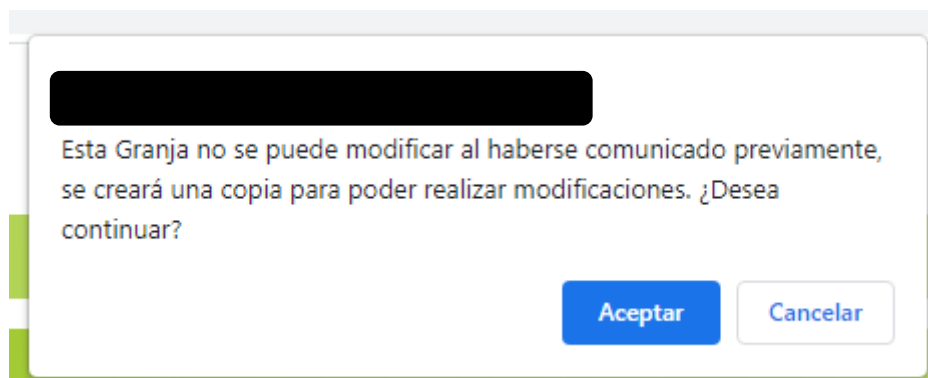 Esta Granja no se puede modificar al haberse comunicado previamente,
se creará una copia para poder realizar modificaciones. ¿Desea
continuar?
Aceptar
Cancelar